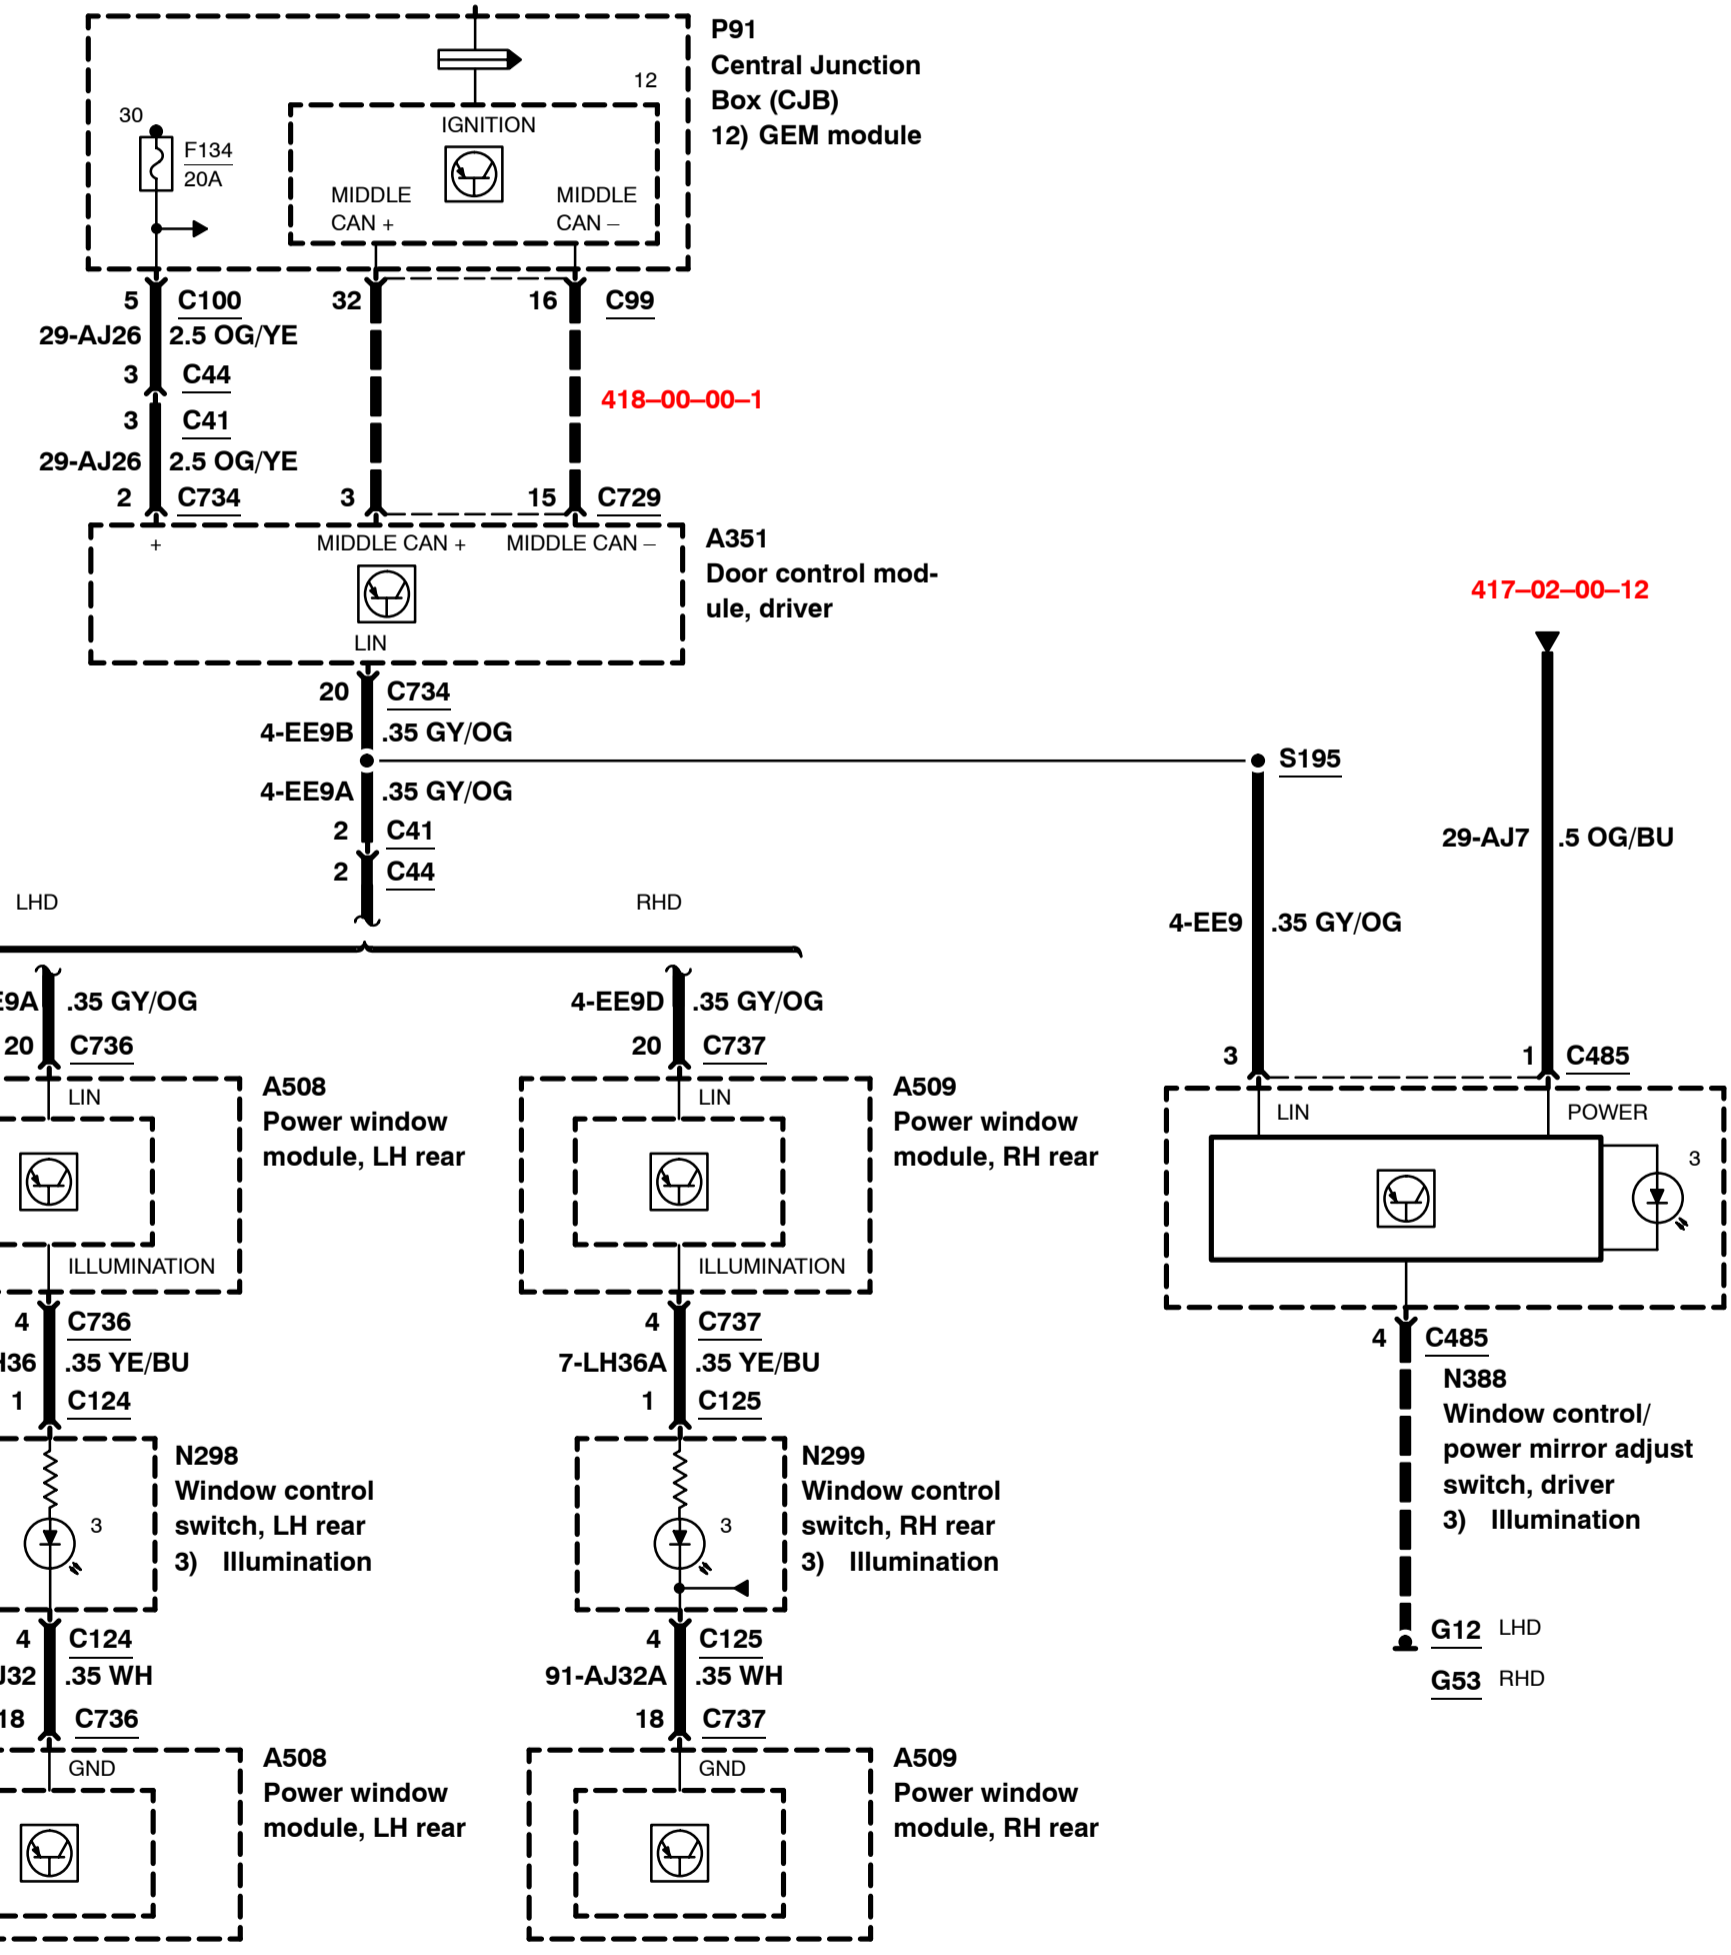 P91
Central Junction
Box (CJB)
12) GEM module
12
30
F134
20A
IGNITION
MIDDLE
CAN +
MIDDLE
CAN –
5 C100
32
16 C99
29-AJ26 2.5 OG/YE
3 C44
418–00–00–1
3 C41
29-AJ26 2.5 OG/YE
2 C734
3
15 C729
+
MIDDLE CAN +
MIDDLE CAN –
LIN
A351
Door control mod-
ule, driver
417–02–00–12
20 C734
4-EE9B .35 GY/OG
S195
4-EE9A .35 GY/OG
2 C41
2 C44
29-AJ7 .5 OG/BU
LHD
RHD
4-EE9 .35 GY/OG
E9A .35 GY/OG
4-EE9D .35 GY/OG
20 C736
20 C737
3
1 C485
LIN
A508
Power window
module, LH rear
ILLUMINATION
LIN
A509
Power window
module, RH rear
ILLUMINATION
LIN
POWER
3
4 C736
H36 .35 YE/BU
1 C124
4 C737
7-LH36A .35 YE/BU
1 C125
4 C485
N388
Window control/
power mirror adjust
switch, driver
3) Illumination
3
N298
Window control
switch, LH rear
3) Illumination
3
N299
Window control
switch, RH rear
3) Illumination
4 C124
J32 .35 WH
18 C736
4 C125
91-AJ32A .35 WH
18 C737
G12 LHD
G53 RHD
GND
A508
Power window
module, LH rear
GND
A509
Power window
module, RH rear